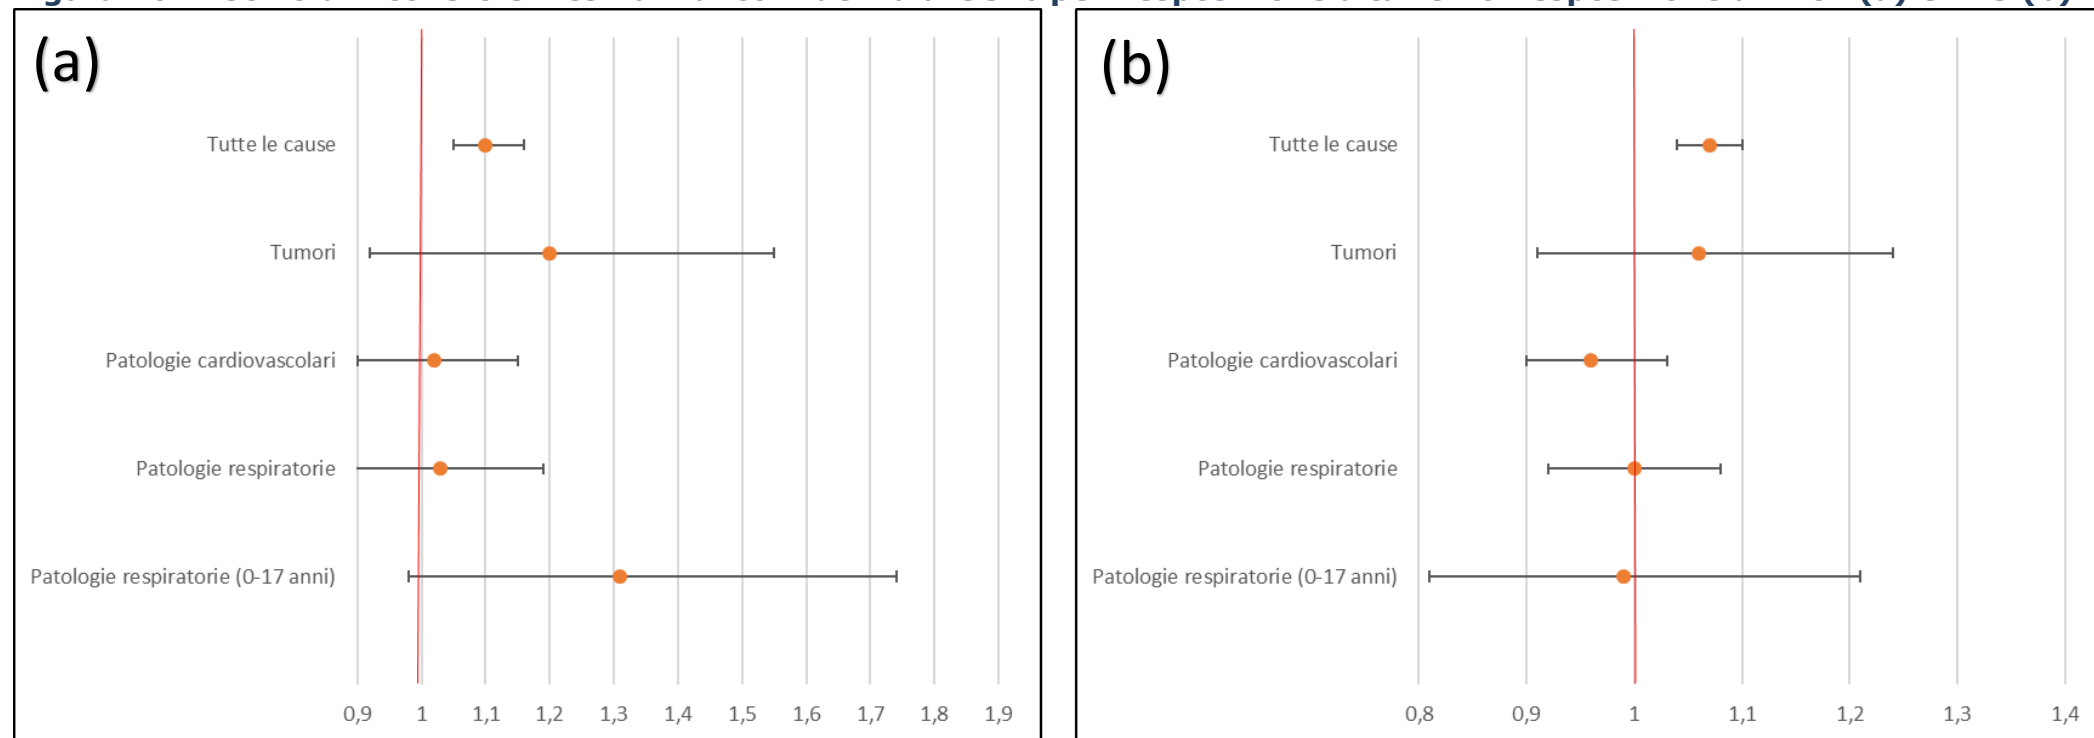 (a)
Tutte le cause
Tumori
Patologie cardiovascolari
Patologie respiratorie
Patologie respiratorie (0-17 anni)
0,9 1 1,1 1,2 1,3 1,4 1,5 1,6 1,7 1,8 1,9
(b)
Tutte le cause
Tumori
Patologie cardiovascolari
Patologie respiratorie
Patologie respiratorie (0-17 anni)
0,8 0,9 1 1,1 1,2 1,3 1,4